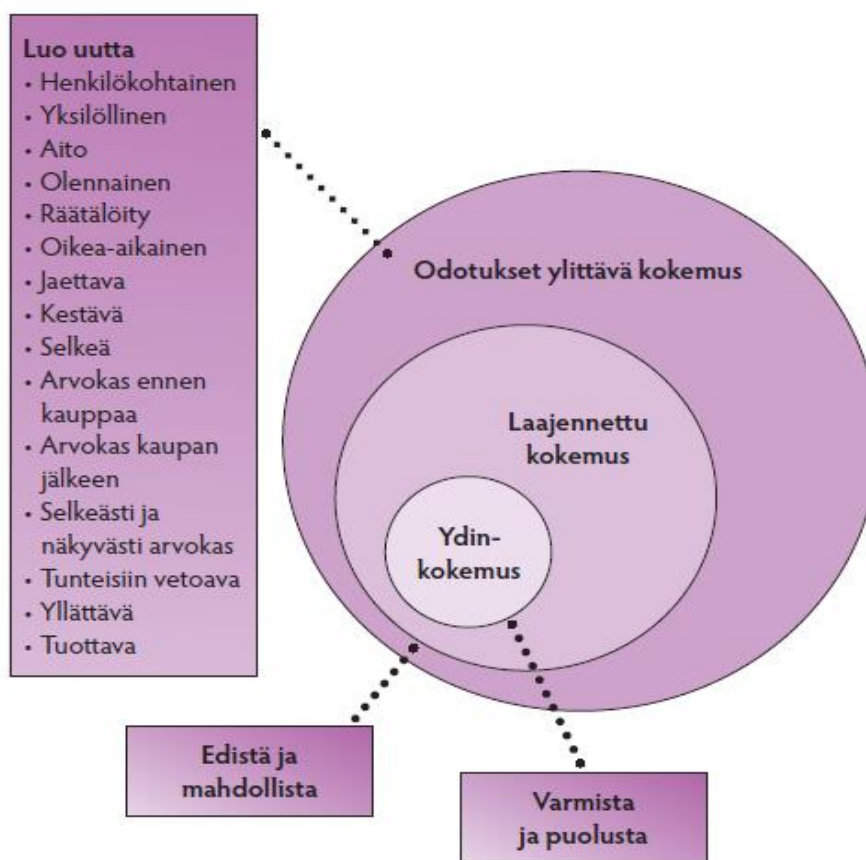 Luo uutta
• Henkilökohtainen
• Yksilöllinen
• Aito
• Olennainen
• Räätälöity
• Oikea-aikainen
• Jaettava
• Kestävä
• Selkeä
• Arvokas ennen
kauppaa
• Arvokas kaupan
jälkeen
• Selkeästi ja
näkyvästi arvokas
• Tunteisiin vetoava
• Yllättävä
• Tuottava
Odotukset ylittävä kokemus
Laajennettu
kokemus
Ydin-
kokemus
Edistä ja
mahdollista
Varmista
ja puolusta